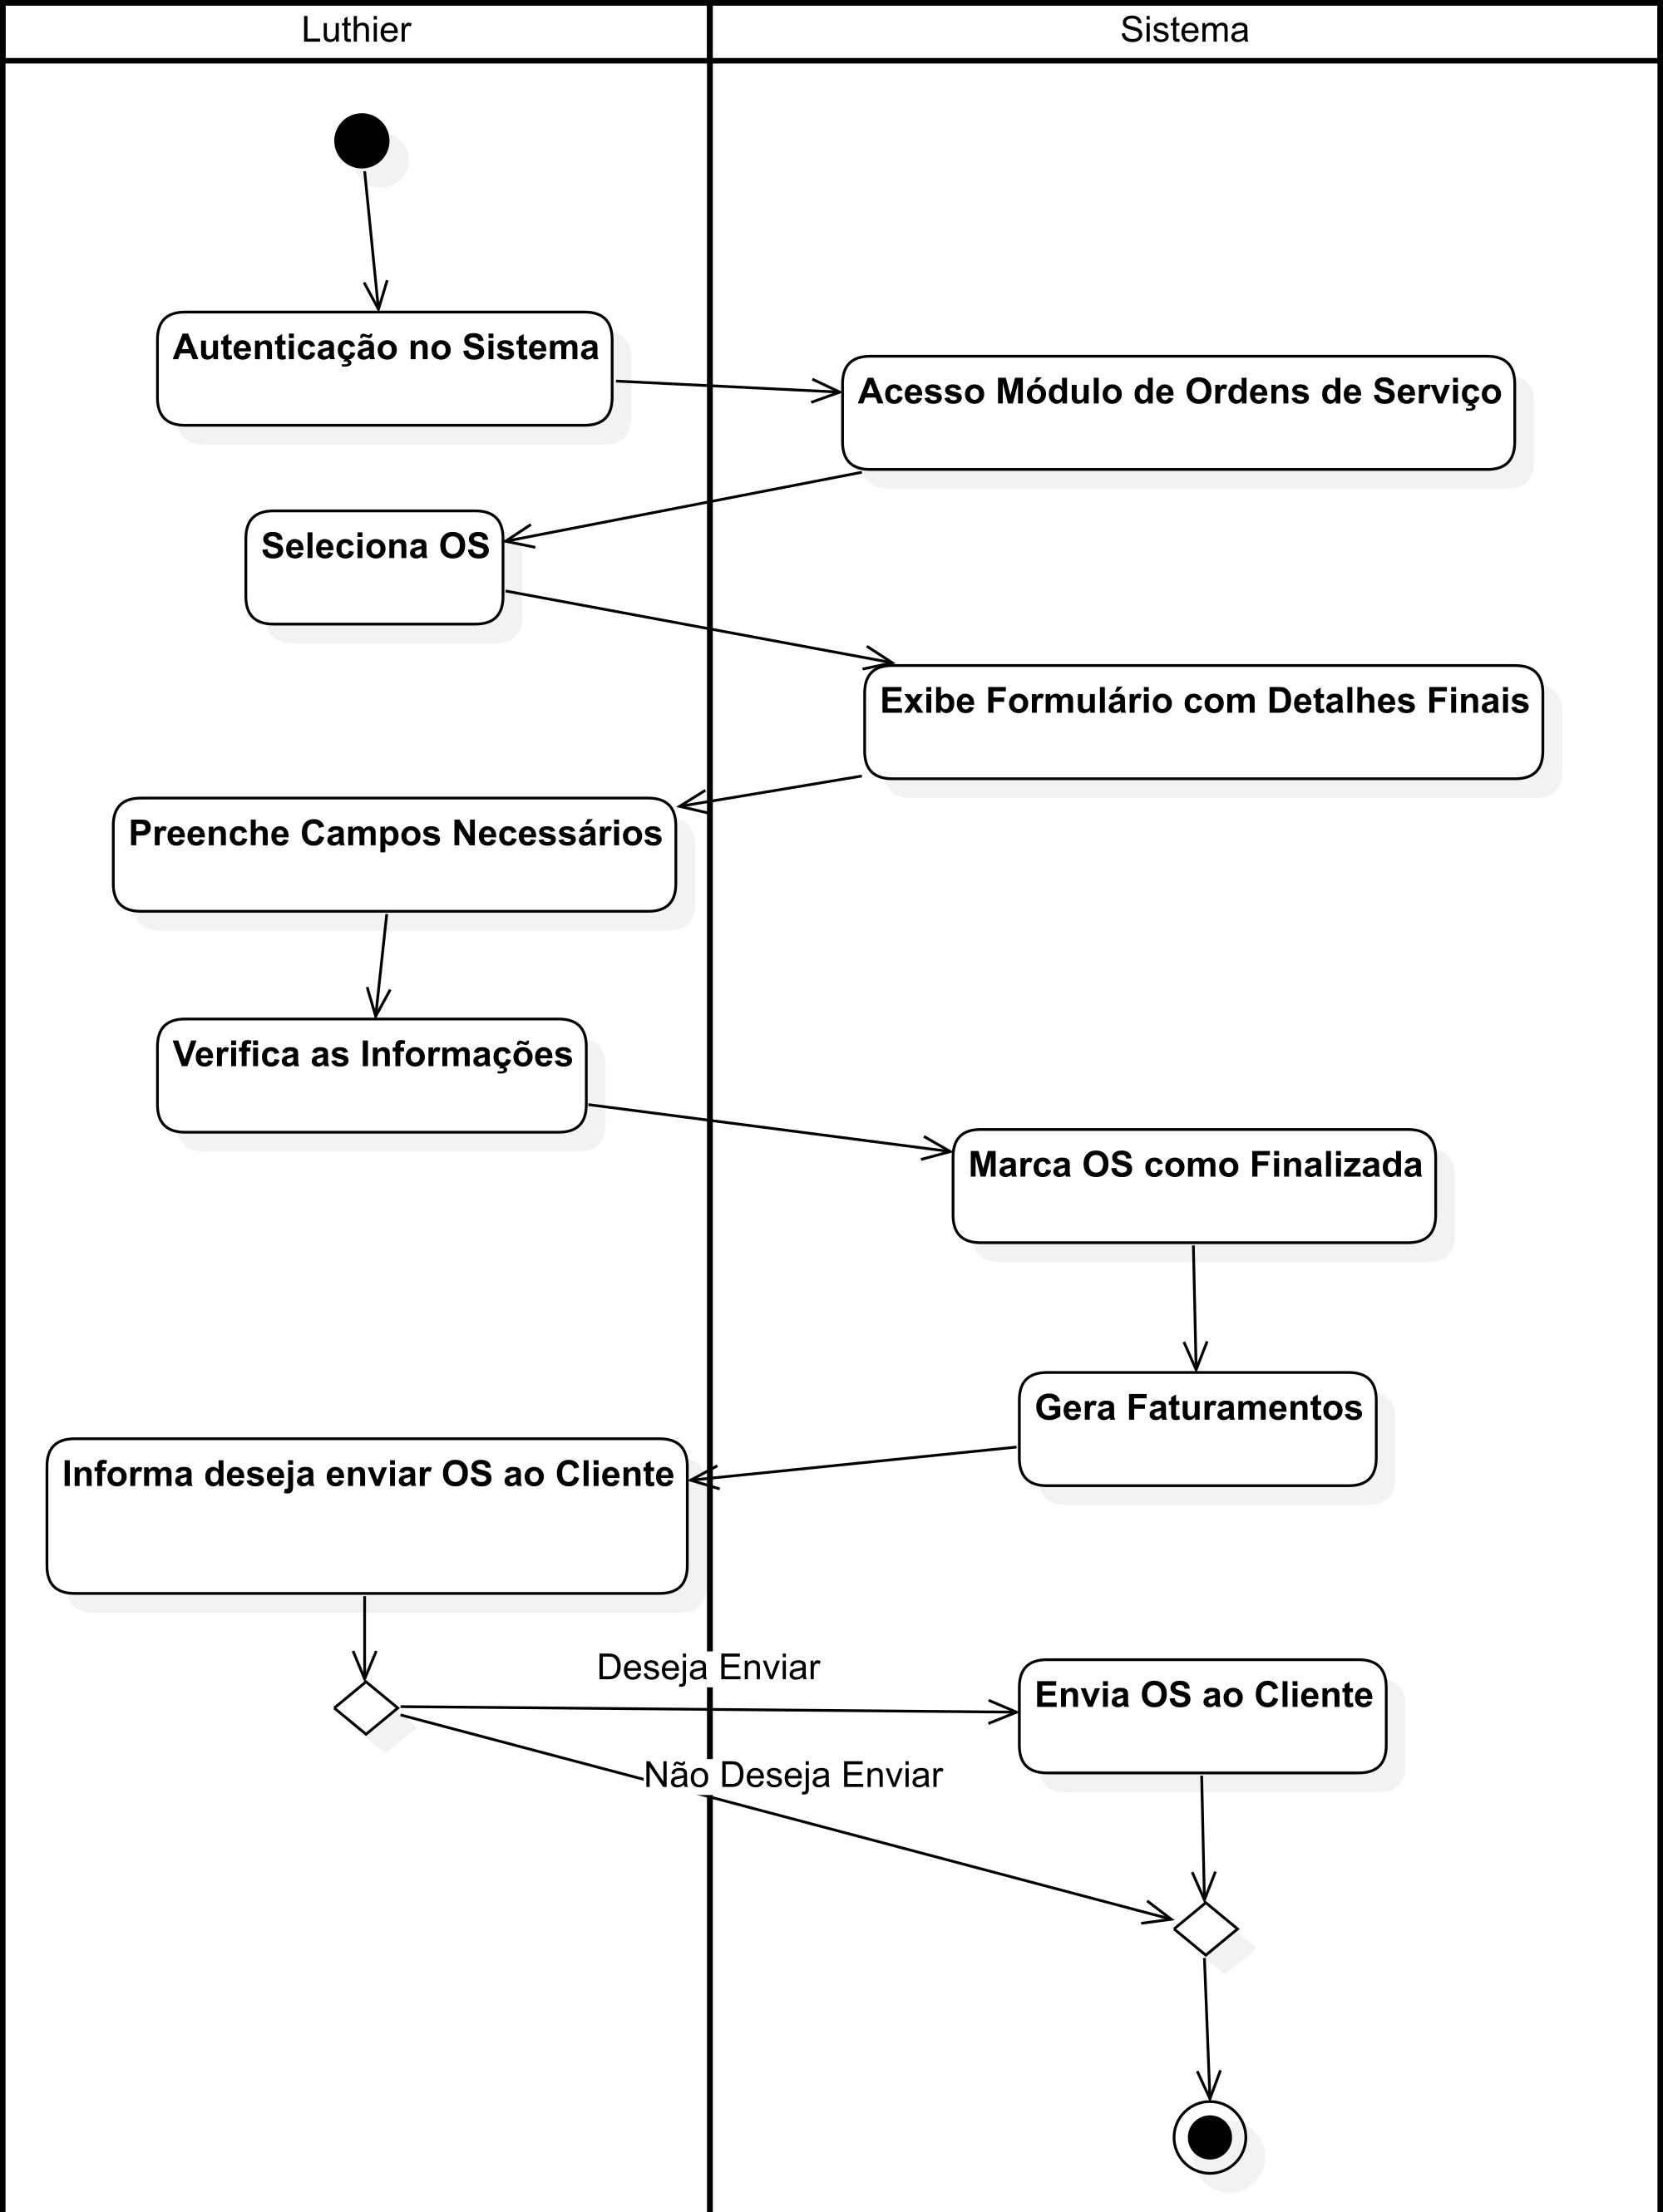 Luthier
Sistema
Autenticação no Sistema
Acesso Módulo de Ordens de Serviço
Seleciona OS
Exibe Formulário com Detalhes Finais
Preenche Campos Necessários
Verifica as Informações
Marca OS como Finalizada
Gera Faturamentos
Informa deseja enviar OS ao Cliente
Deseja Enviar
Envia OS ao Cliente
Não Deseja Enviar